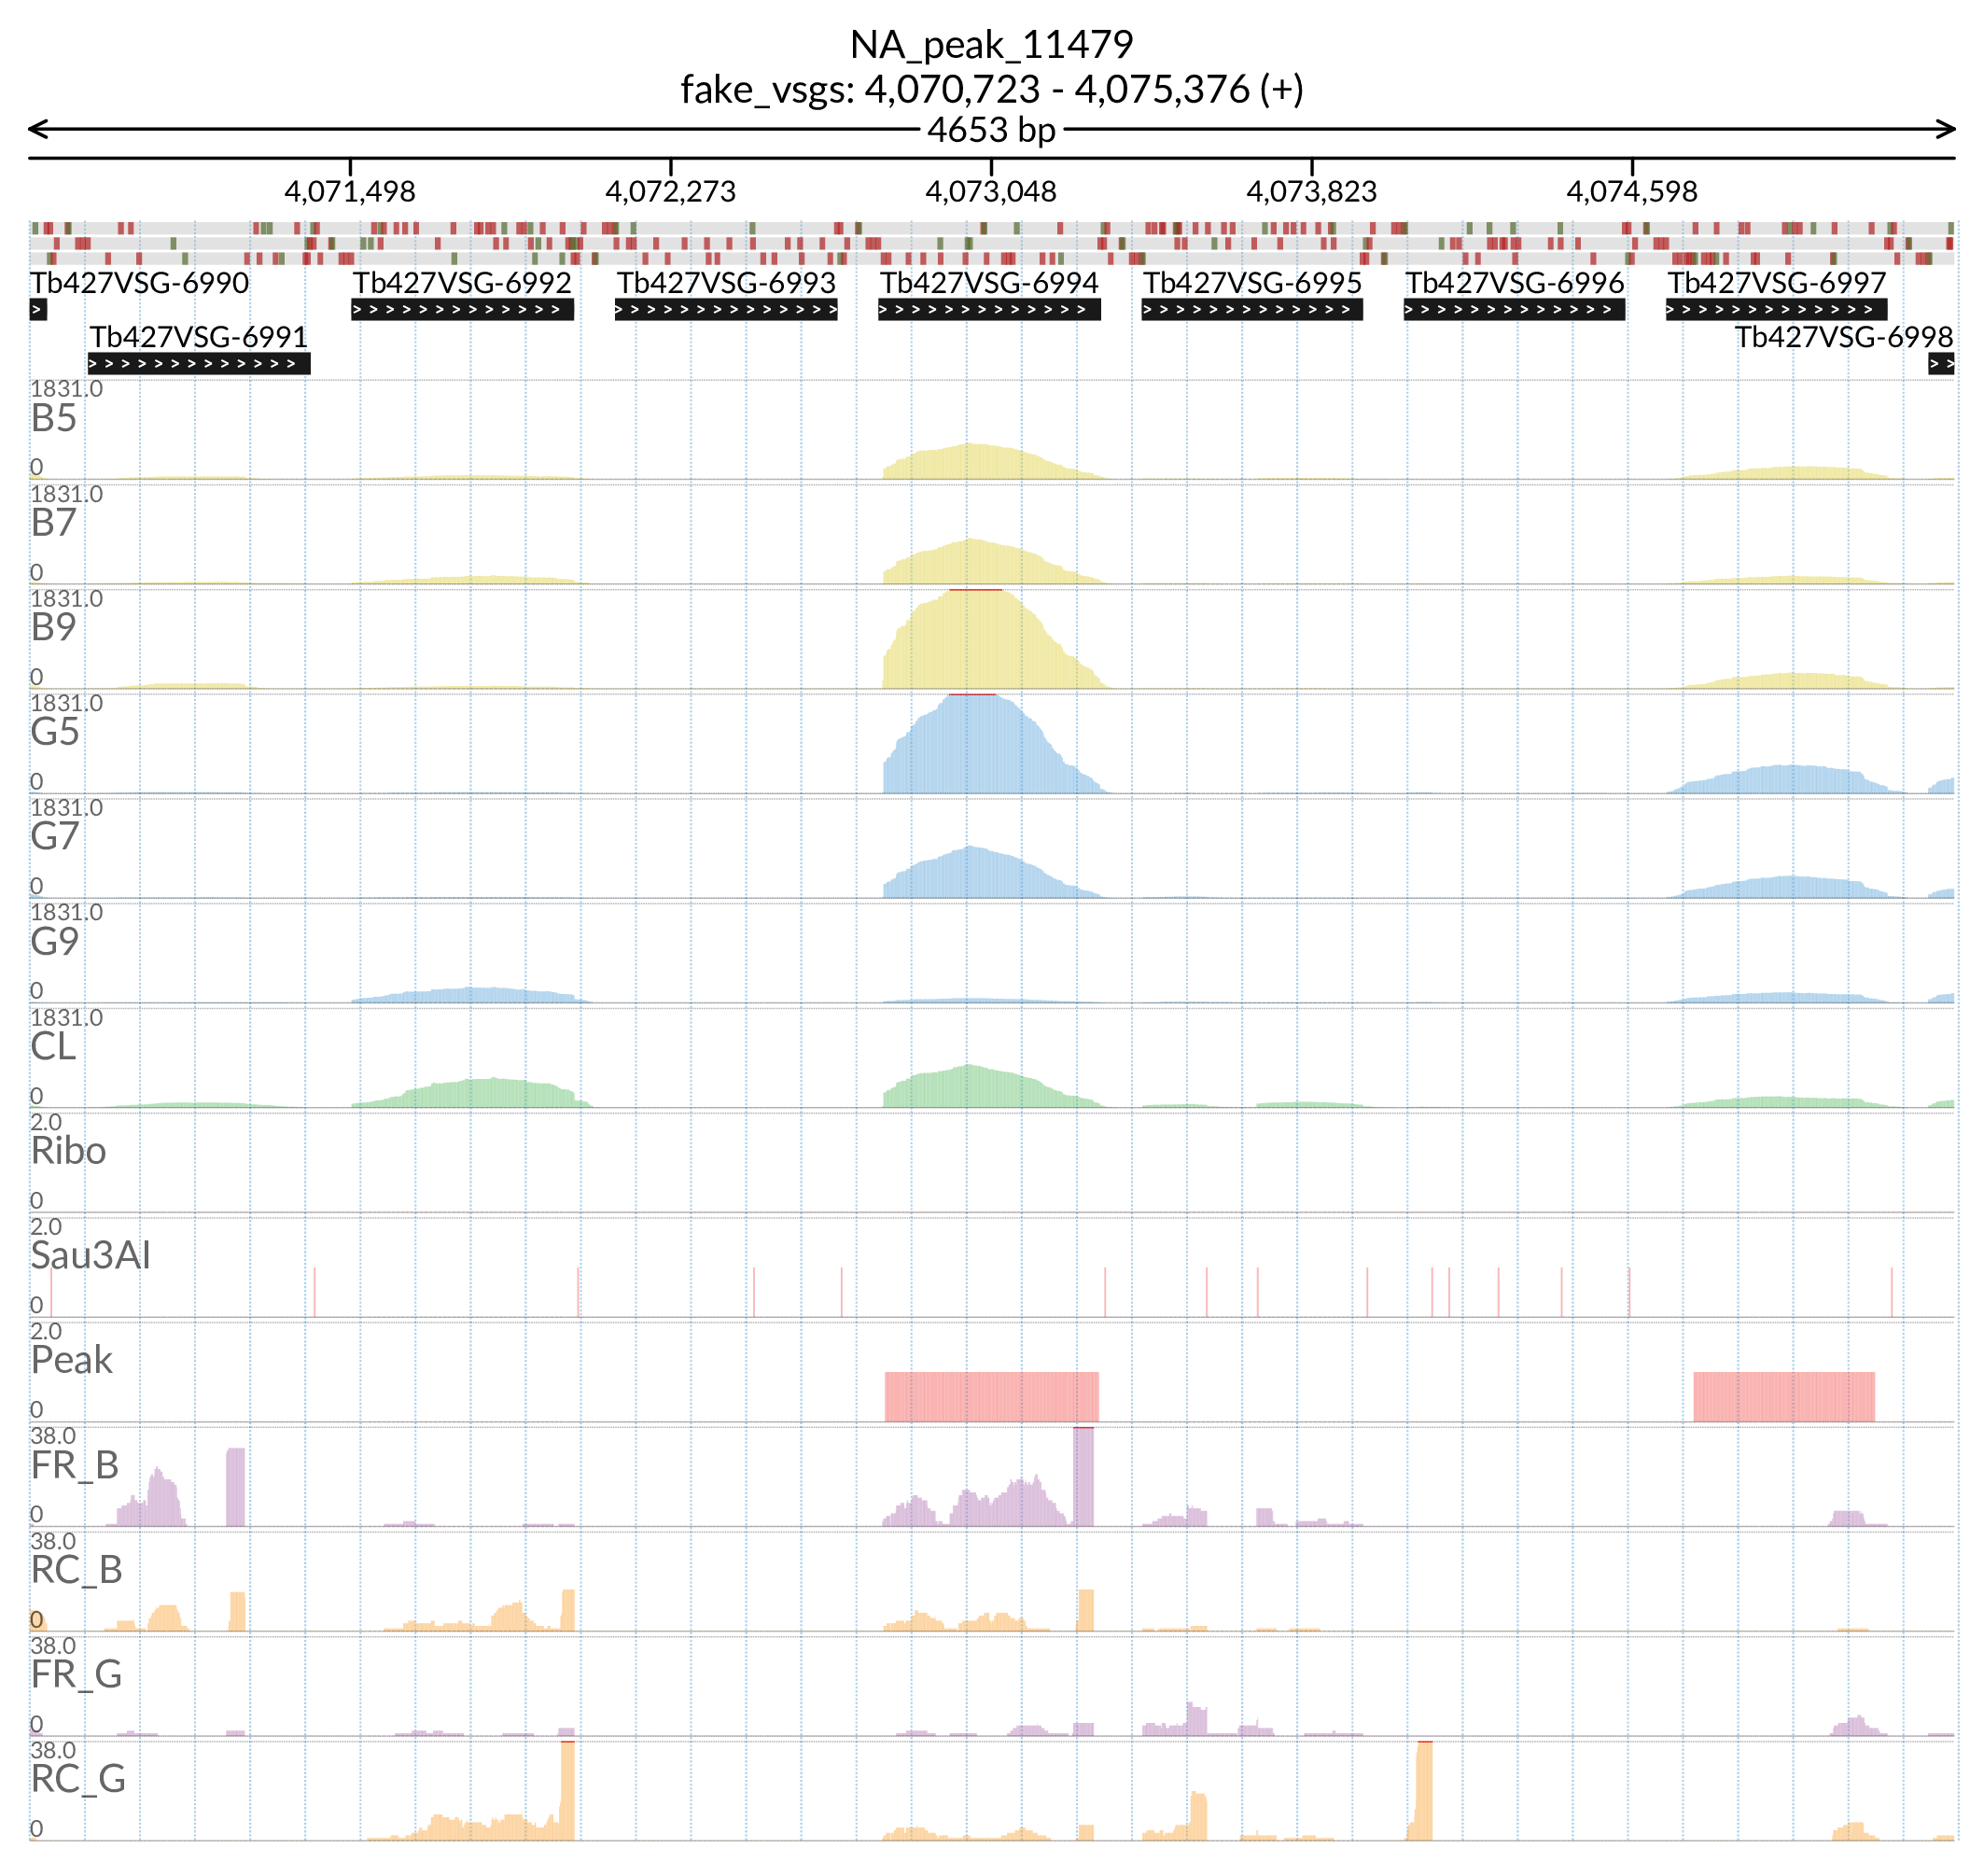 NA_peak_11479
fake_vsgs: 4,070,723 - 4,075,376 (+)
4653 bp
4,071,498 4,072,273 4,073,048 4,073,823 4,074,598
Tb427VSG-6990 Tb427VSG-6992 Tb427VSG-6993 Tb427VSG-6994 Tb427VSG-6995 Tb427VSG-6996 Tb427VSG-6997
Tb427VSG-6991 Tb427VSG-6998
1831.0
B5
0
1831.0
B7
0
1831.0
B9
0
1831.0
G5
0
1831.0
G7
0
1831.0
G9
0
1831.0
CL
0
2.0
Ribo
0
2.0
Sau3AI
0
2.0
Peak
0
38.0
FR_B
0
38.0
RC_B
0
38.0
FR_G
0
38.0
RC_G
0